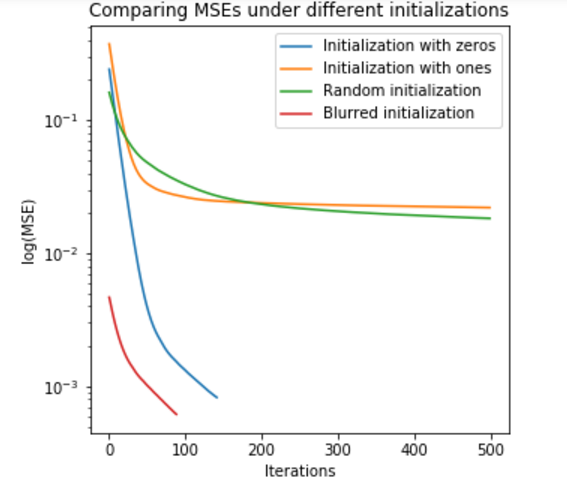 Comparing MSEs under different initializations
Initialization with zeros
Initialization with ones
Random initialization
Blurred initialization
10⁻¹
10⁻²
10⁻³
log(MSE)
0 100 200 300 400 500
Iterations